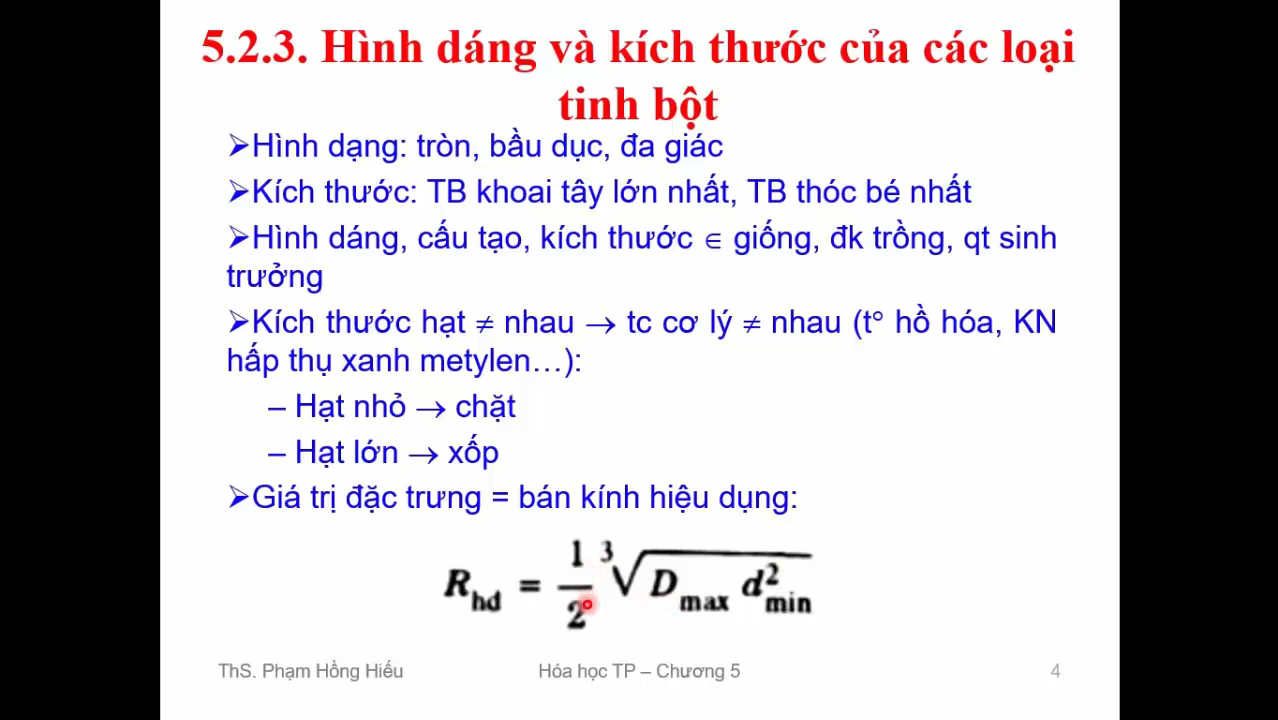 5.2.3. Hình dáng và kích thước của các loại
tinh bột
➢Hình dạng: tròn, bầu dục, đa giác
➢Kích thước: TB khoai tây lớn nhất, TB thóc bé nhất
➢Hình dáng, cấu tạo, kích thước ∈ giống, đk trồng, qt sinh
trưởng
➢Kích thước hạt ≠ nhau → tc cơ lý ≠ nhau (t° hồ hóa, KN
hấp thụ xanh metylen…):
– Hạt nhỏ → chặt
– Hạt lớn → xốp
➢Giá trị đặc trưng = bán kính hiệu dụng:
R_hd = 1/2 ∛(D_max d²_min)
ThS. Phạm Hồng Hiếu Hóa học TP – Chương 5 4